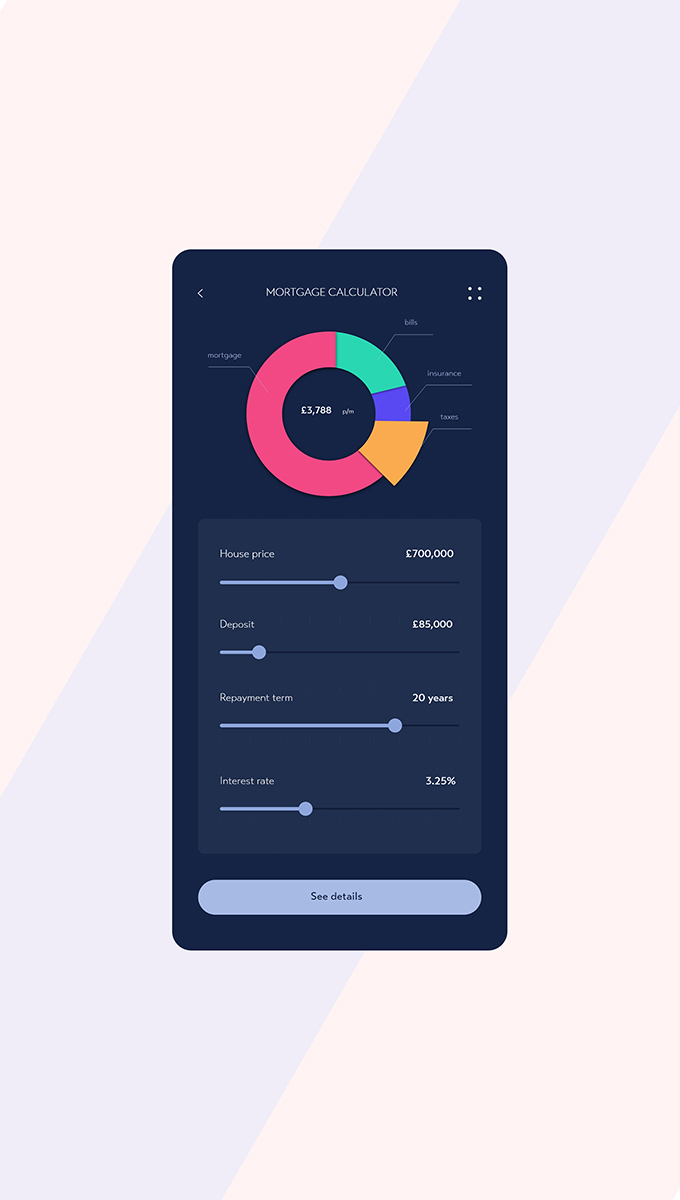 MORTGAGE CALCULATOR
bills
mortgage
insurance
£3,788 p/m
taxes
House price £700,000
Deposit £85,000
Repayment term 20 years
Interest rate 3.25%
See details